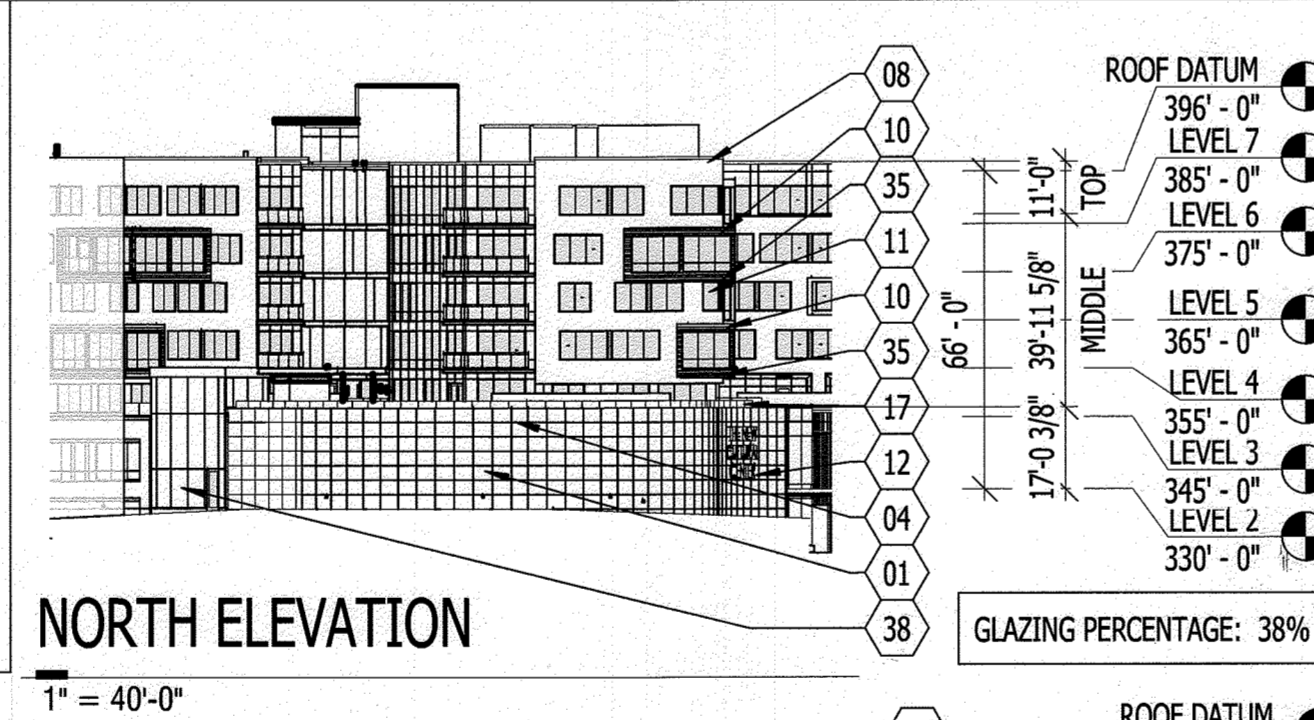 08
10
35
11
10
35
17
12
04
01
38
66' - 0"
11'-0"
39'-11 5/8"
17'-0 3/8"
TOP
MIDDLE
ROOF DATUM
396' - 0"
LEVEL 7
385' - 0"
LEVEL 6
375' - 0"
LEVEL 5
365' - 0"
LEVEL 4
355' - 0"
LEVEL 3
345' - 0"
LEVEL 2
330' - 0"
NORTH ELEVATION
1" = 40'-0"
GLAZING PERCENTAGE: 38%
ROOF DATUM